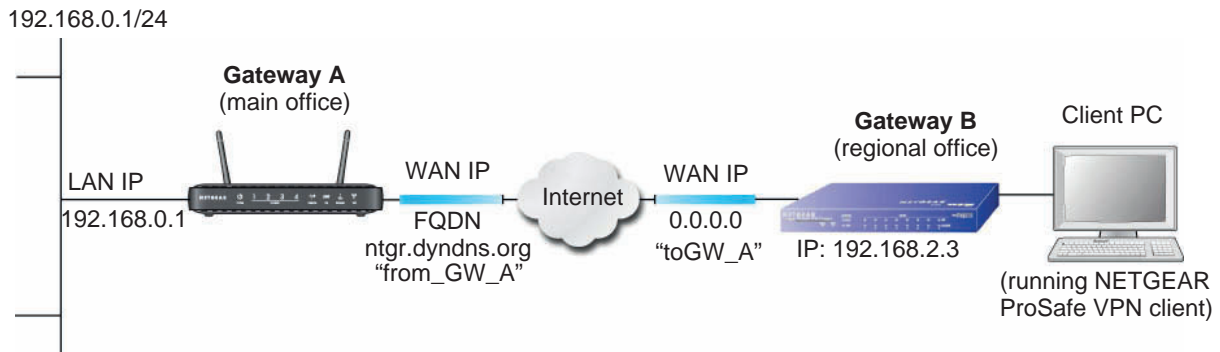 192.168.0.1/24
Gateway A
(main office)
LAN IP
192.168.0.1
NETGEAR
WAN IP
FQDN
ntgr.dyndns.org
“from_GW_A”
Internet
WAN IP
0.0.0.0
“toGW_A”
Gateway B
(regional office)
NETGEAR
IP: 192.168.2.3
Client PC
(running NETGEAR
ProSafe VPN client)